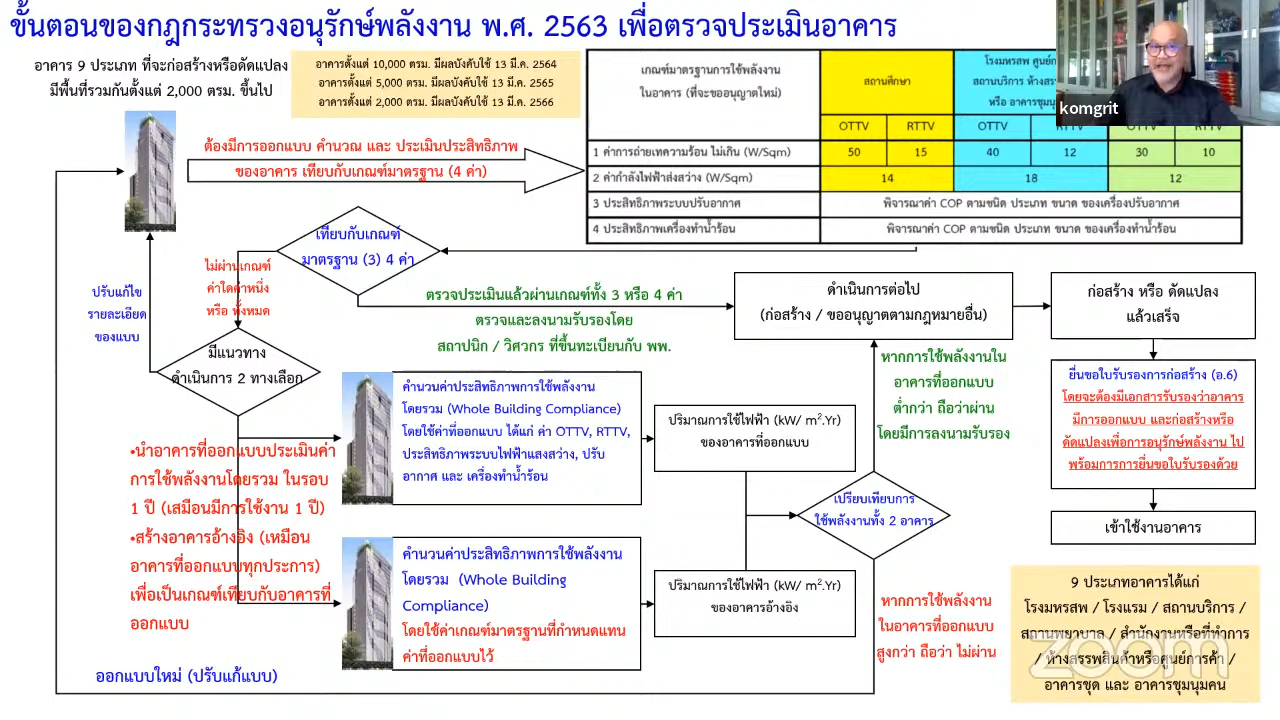 ขั้นตอนของกฎกระทรวงอนุรักษ์พลังงาน พ.ศ. 2563 เพื่อตรวจประเมินอาคาร
อาคาร 9 ประเภท ที่จะก่อสร้างหรือดัดแปลง
มีพื้นที่รวมกันตั้งแต่ 2,000 ตรม. ขึ้นไป
อาคารตั้งแต่ 10,000 ตรม. มีผลบังคับใช้ 13 มี.ค. 2564
อาคารตั้งแต่ 5,000 ตรม. มีผลบังคับใช้ 13 มี.ค. 2565
อาคารตั้งแต่ 2,000 ตรม. มีผลบังคับใช้ 13 มี.ค. 2566
ต้องมีการออกแบบ คำนวณ และ ประเมินประสิทธิภาพ
ของอาคาร เทียบกับเกณฑ์มาตรฐาน (4 ค่า)
เกณฑ์มาตรฐานการใช้พลังงาน
ในอาคาร (ที่จะขออนุญาตใหม่)
สถานศึกษา
โรงมหรสพ
สถานบริการ
หรือ
komgrit
OTTV RTTV OTTV RTTV OTTV RTTV
1 ค่าการถ่ายเทความร้อน ไม่เกิน (W/Sqm) 50 15 40 12 30 10
2 ค่ากำลังไฟฟ้าส่งสว่าง (W/Sqm) 14 18 12
3 ประสิทธิภาพระบบปรับอากาศ พิจารณาค่า COP ตามชนิด ประเภท ขนาด ของเครื่องปรับอากาศ
4 ประสิทธิภาพเครื่องทำน้ำร้อน พิจารณาค่า COP ตามชนิด ประเภท ขนาด ของเครื่องทำน้ำร้อน
เทียบกับเกณฑ์
มาตรฐาน (3) 4 ค่า
ไม่ผ่านเกณฑ์
ค่าใดค่าหนึ่ง
หรือ ทั้งหมด
ปรับแก้ไข
รายละเอียด
ของแบบ
ตรวจประเมินแล้วผ่านเกณฑ์ทั้ง 3 หรือ 4 ค่า
ตรวจและลงนามรับรองโดย
สถาปนิก / วิศวกร ที่ขึ้นทะเบียนกับ พพ.
ดำเนินการต่อไป
(ก่อสร้าง / ขออนุญาตตามกฎหมายอื่น)
ก่อสร้าง หรือ ดัดแปลง
แล้วเสร็จ
มีแนวทาง
ดำเนินการ 2 ทางเลือก
คำนวนค่าประสิทธิภาพการใช้พลังงาน
โดยรวม (Whole Building Compliance)
โดยใช้ค่าที่ออกแบบ ได้แก่ ค่า OTTV, RTTV,
ประสิทธิภาพระบบไฟฟ้าแสงสว่าง, ปรับ
อากาศ และ เครื่องทำน้ำร้อน
ปริมาณการใช้ไฟฟ้า (kW/ m².Yr)
ของอาคารที่ออกแบบ
หากการใช้พลังงานใน
อาคารที่ออกแบบ
ต่ำกว่า ถือว่าผ่าน
โดยมีการลงนามรับรอง
ยื่นขอใบรับรองการก่อสร้าง (อ.6)
โดยจะต้องมีเอกสารรับรองว่าอาคาร
มีการออกแบบ และก่อสร้างหรือ
ดัดแปลงเพื่อการอนุรักษ์พลังงาน ไป
พร้อมการการยื่นขอใบรับรองด้วย
•นำอาคารที่ออกแบบประเมินค่า
การใช้พลังงานโดยรวม ในรอบ
1 ปี (เสมือนมีการใช้งาน 1 ปี)
•สร้างอาคารอ้างอิง (เหมือน
อาคารที่ออกแบบทุกประการ)
เพื่อเป็นเกณฑ์เทียบกับอาคารที่
ออกแบบ
เปรียบเทียบการ
ใช้พลังงานทั้ง 2 อาคาร
เข้าใช้งานอาคาร
คำนวนค่าประสิทธิภาพการใช้พลังงาน
โดยรวม (Whole Building
Compliance)
โดยใช้ค่าเกณฑ์มาตรฐานที่กำหนดแทน
ค่าที่ออกแบบไว้
ปริมาณการใช้ไฟฟ้า (kW/ m².Yr)
ของอาคารอ้างอิง
หากการใช้พลังงาน
ในอาคารที่ออกแบบ
สูงกว่า ถือว่า ไม่ผ่าน
9 ประเภทอาคารได้แก่
โรงมหรสพ / โรงแรม / สถานบริการ /
สถานพยาบาล / สำนักงานหรือที่ทำการ
/ ห้างสรรพสินค้าหรือศูนย์การค้า /
อาคารชุด และ อาคารชุมนุมคน
zoom
ออกแบบใหม่ (ปรับแก้แบบ)